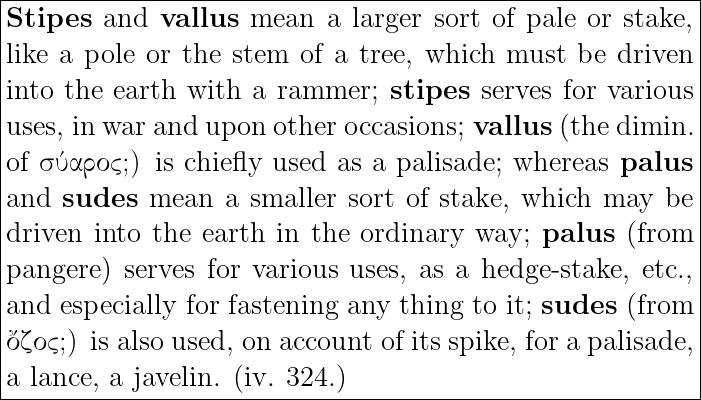 Stipes and vallus mean a larger sort of pale or stake,
like a pole or the stem of a tree, which must be driven
into the earth with a rammer; stipes serves for various
uses, in war and upon other occasions; vallus (the dimin.
of σύαρος;) is chiefly used as a palisade; whereas palus
and sudes mean a smaller sort of stake, which may be
driven into the earth in the ordinary way; palus (from
pangere) serves for various uses, as a hedge-stake, etc.,
and especially for fastening any thing to it; sudes (from
ὄζος;) is also used, on account of its spike, for a palisade,
a lance, a javelin. (iv. 324.)